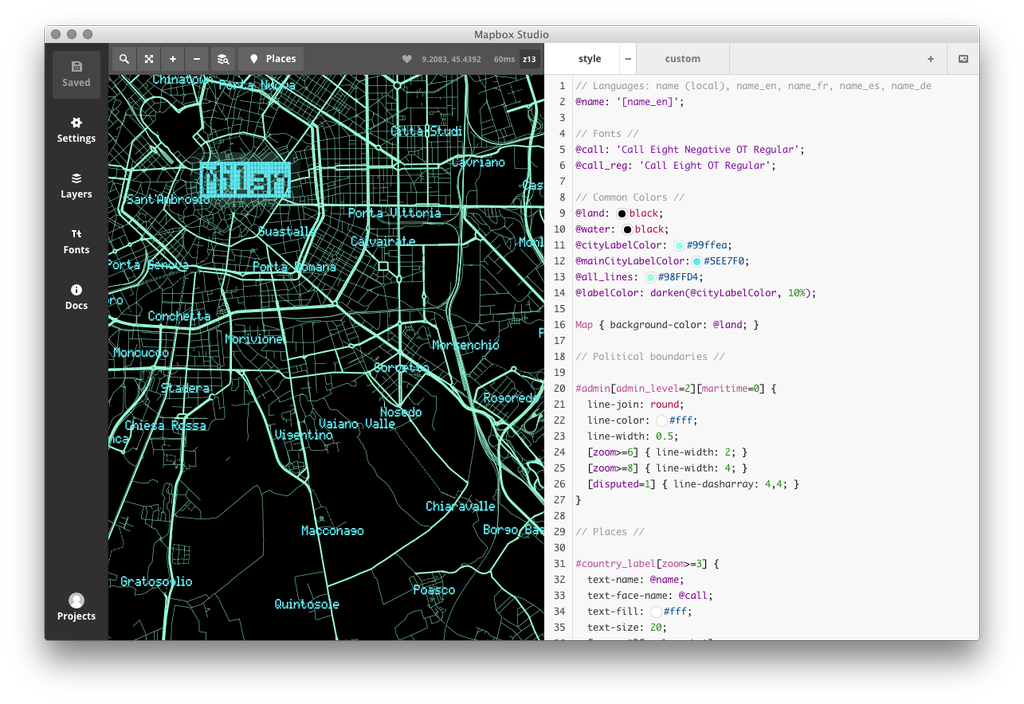 Mapbox Studio
Saved
Settings
Layers
Fonts
Docs
Projects
Places
9.2083, 45.4392 60ms z13
Chinatown
Porta Nuova
Città Studi
Cavriano
Milan
Sant'Ambrogio
Porta Vittoria
Guastalla
Calvairate
Porta Genova
Porta Romana
Conchetta
Morivione
Moncucco
Morsenchio
Corvetto
Stadera
Rogoredo
Nosedo
Chiesa Rossa
Vaiano Valle
Vigentino
Chiaravalle
Macconago
Gratosoglio
Poasco
Quintosole
style
custom
1 // Languages: name (local), name_en, name_fr, name_es, name_de
2 @name: '[name_en]';
3
4 // Fonts //
5 @call: 'Call Eight Negative OT Regular';
6 @call_reg: 'Call Eight OT Regular';
7
8 // Common Colors //
9 @land: black;
10 @water: black;
11 @cityLabelColor: #99ffea;
12 @mainCityLabelColor: #5EE7F0;
13 @all_lines: #98FFD4;
14 @labelColor: darken(@cityLabelColor, 10%);
15
16 Map { background-color: @land; }
17
18 // Political boundaries //
19
20 #admin[admin_level=2][maritime=0] {
21 line-join: round;
22 line-color: #fff;
23 line-width: 0.5;
24 [zoom>=6] { line-width: 2; }
25 [zoom>=8] { line-width: 4; }
26 [disputed=1] { line-dasharray: 4,4; }
27 }
28
29 // Places //
30
31 #country_label[zoom>=3] {
32 text-name: @name;
33 text-face-name: @call;
34 text-fill: #fff;
35 text-size: 20;